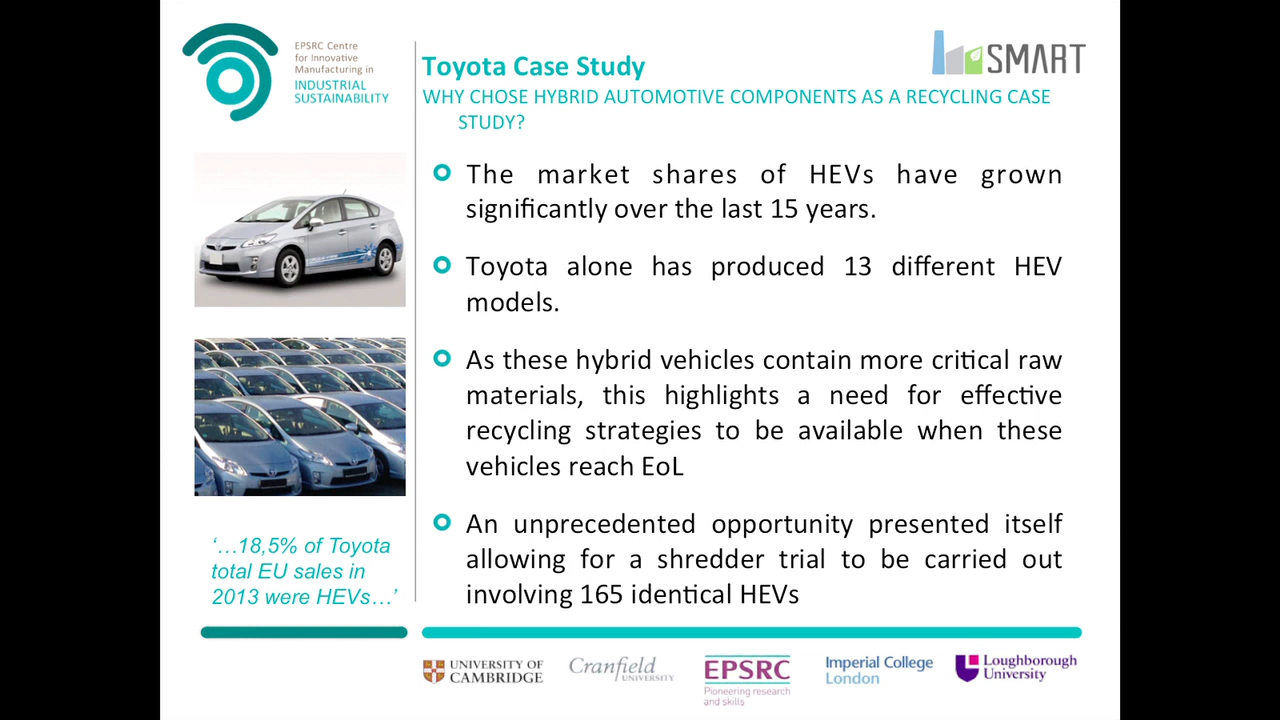 EPSRC Centre
for Innovative
Manufacturing in
INDUSTRIAL
SUSTAINABILITY
SMART
Toyota Case Study
WHY CHOSE HYBRID AUTOMOTIVE COMPONENTS AS A RECYCLING CASE
STUDY?
The market shares of HEVs have grown
significantly over the last 15 years.
Toyota alone has produced 13 different HEV
models.
As these hybrid vehicles contain more critical raw
materials, this highlights a need for effective
recycling strategies to be available when these
vehicles reach EoL
An unprecedented opportunity presented itself
allowing for a shredder trial to be carried out
involving 165 identical HEVs
‘…18,5% of Toyota
total EU sales in
2013 were HEVs…’
UNIVERSITY OF
CAMBRIDGE
Cranfield
UNIVERSITY
EPSRC
Pioneering research
and skills
Imperial College
London
Loughborough
University